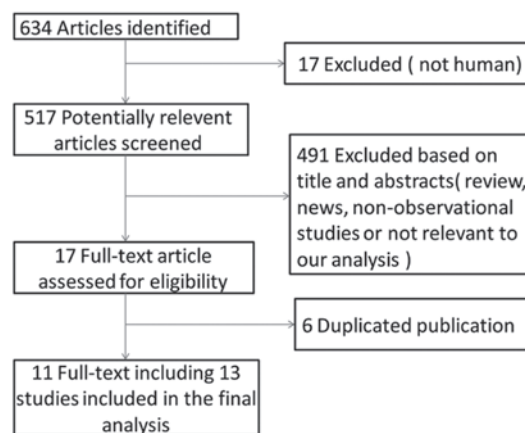 634 Articles identified
17 Excluded ( not human)
517 Potentially relevent
articles screened
491 Excluded based on
title and abstracts( review,
news, non-observational
studies or not relevant to
our analysis )
17 Full-text article
assessed for eligibility
6 Duplicated publication
11 Full-text including 13
studies included in the final
analysis